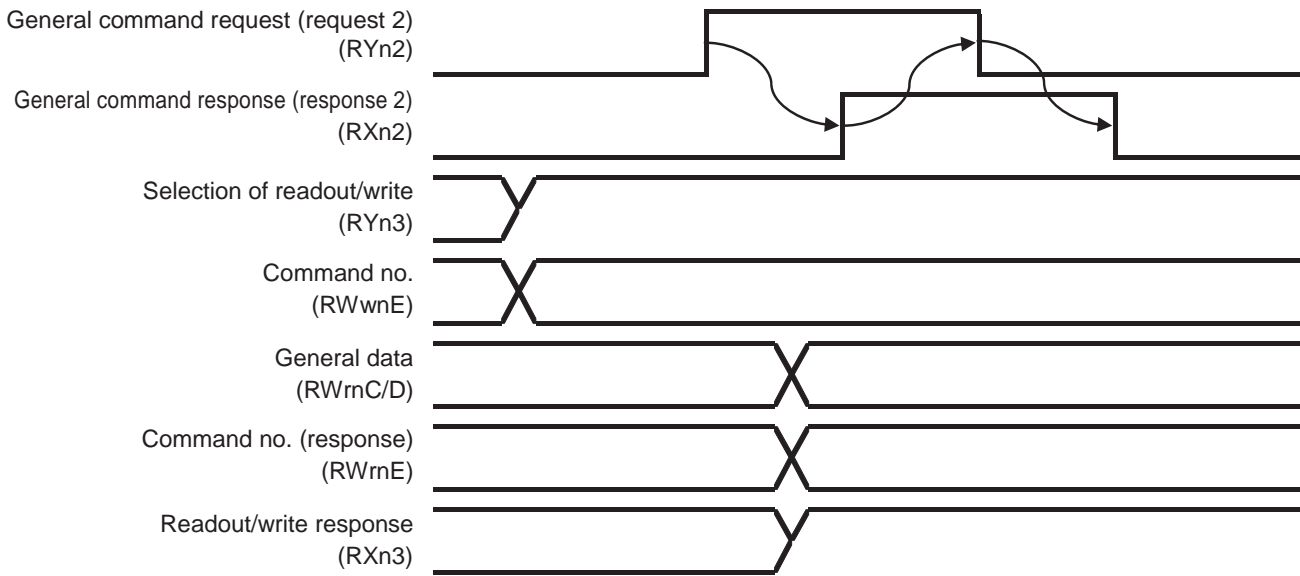 General command request (request 2)
(RYn2)
General command response (response 2)
(RXn2)
Selection of readout/write
(RYn3)
Command no.
(RWwnE)
General data
(RWrnC/D)
Command no. (response)
(RWrnE)
Readout/write response
(RXn3)